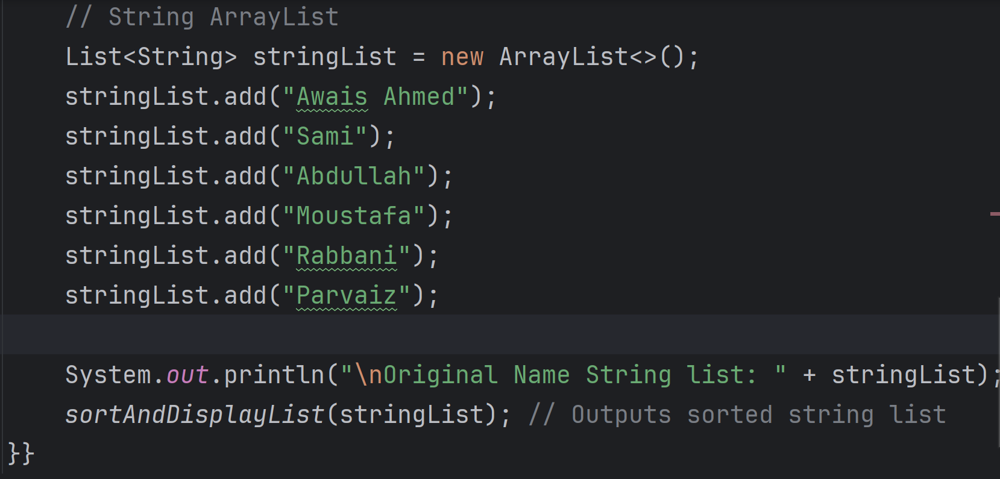 // String ArrayList
List<String> stringList = new ArrayList<>();
stringList.add("Awais Ahmed");
stringList.add("Sami");
stringList.add("Abdullah");
stringList.add("Moustafa");
stringList.add("Rabbani");
stringList.add("Parvaiz");
System.out.println("\nOriginal Name String list: " + stringList);
sortAndDisplayList(stringList); // Outputs sorted string list
}}